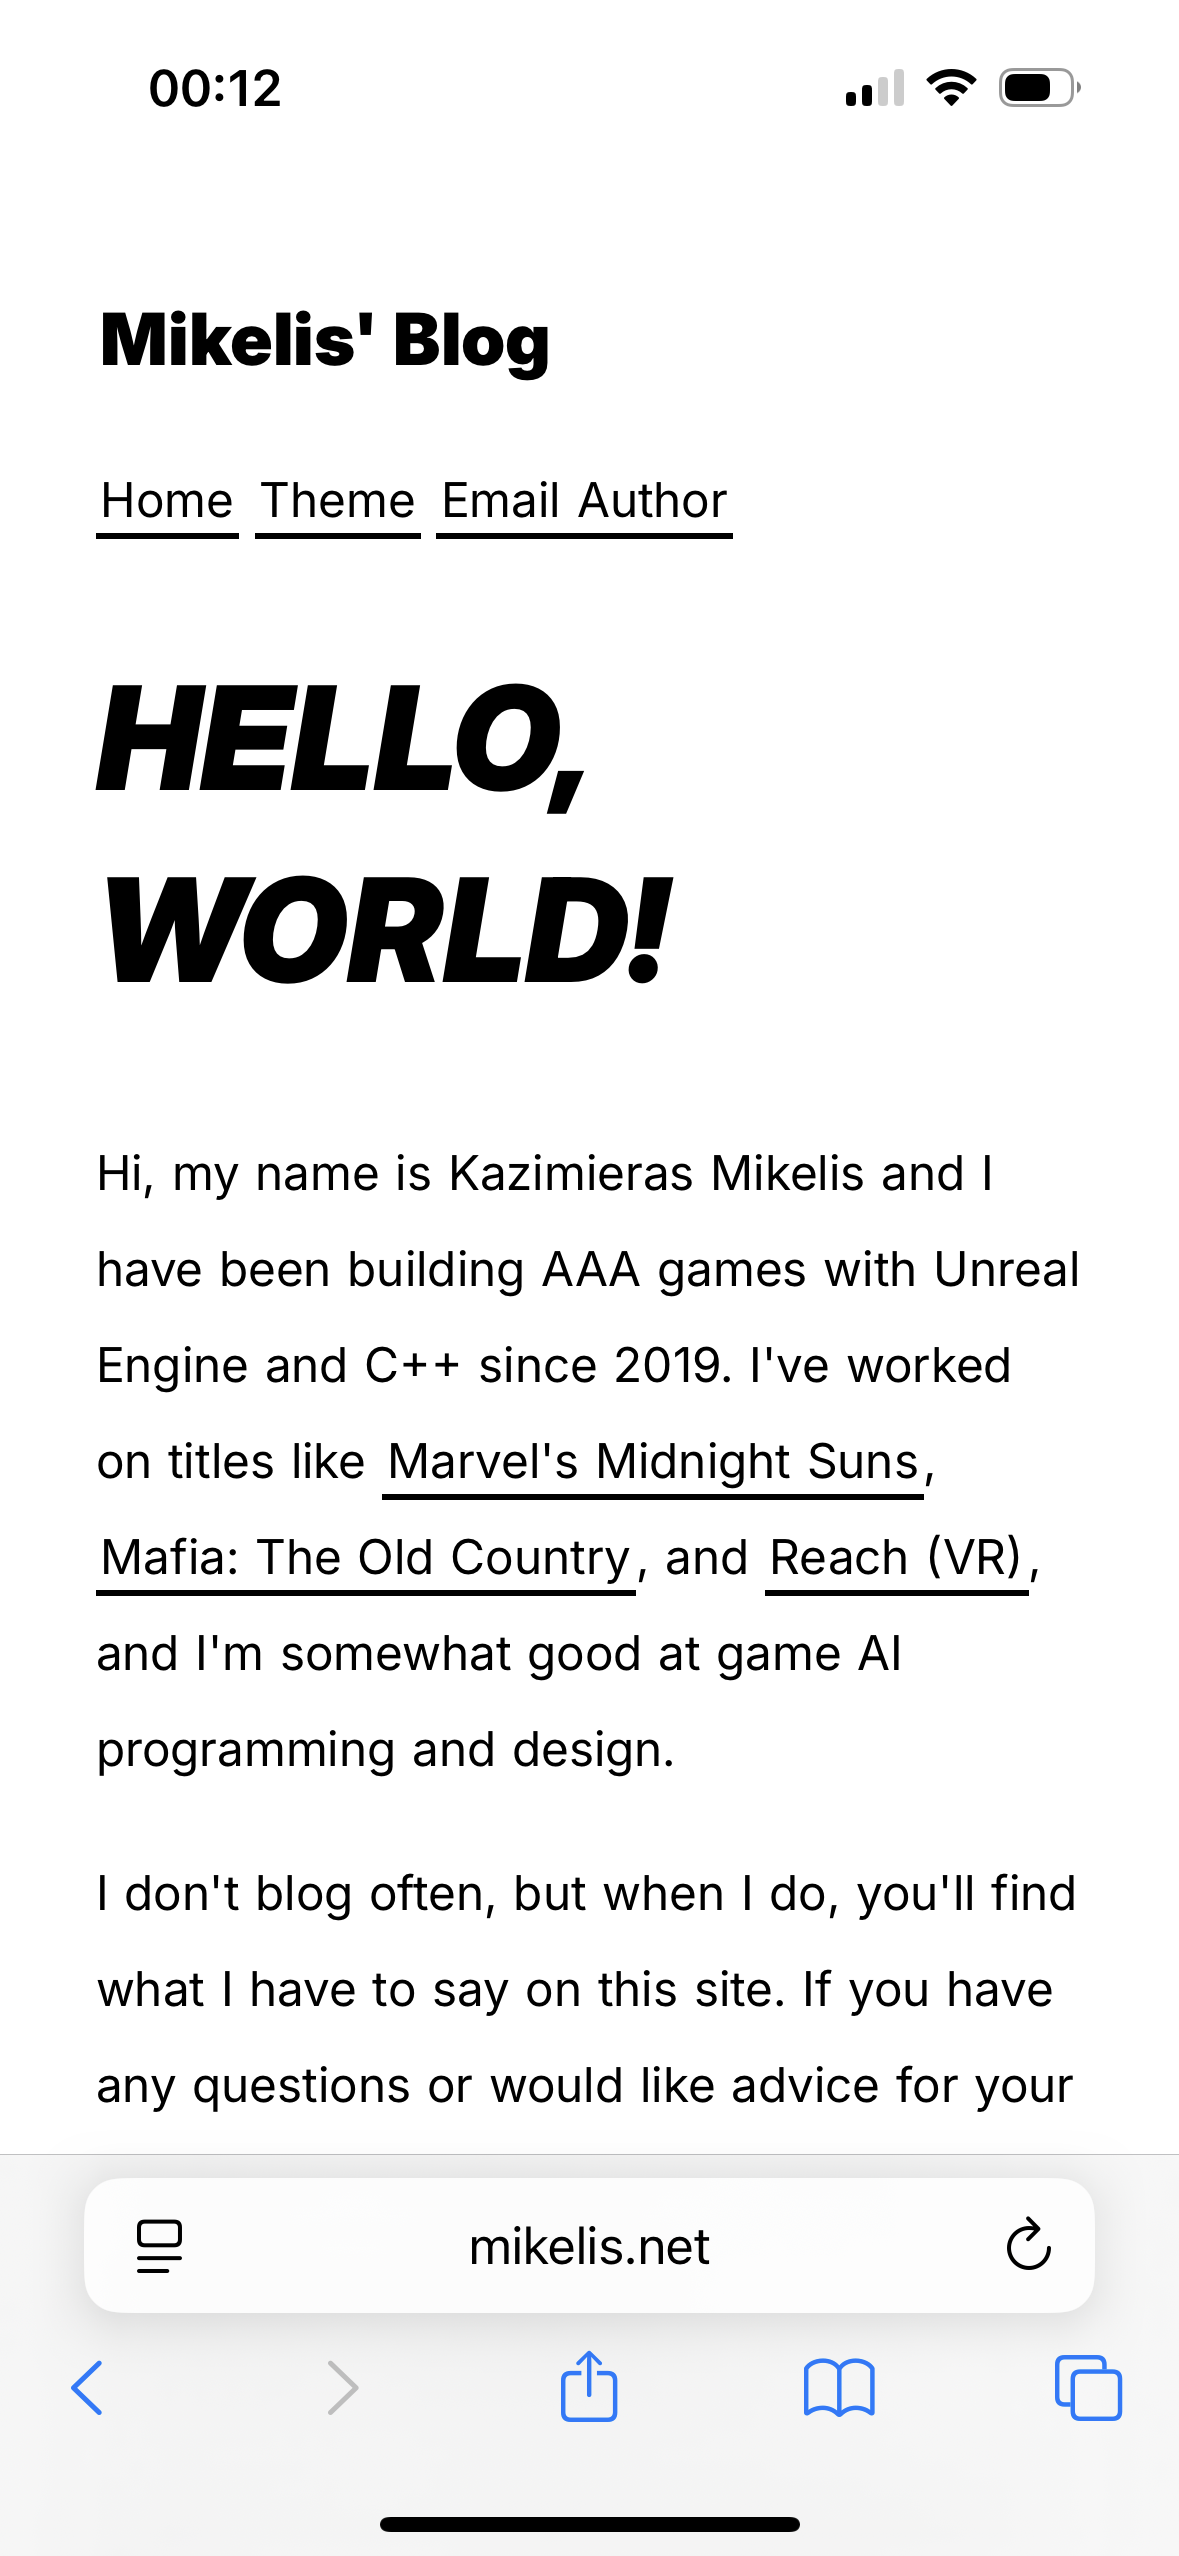 00:12
Mikelis' Blog
Home Theme Email Author
HELLO,
WORLD!
Hi, my name is Kazimieras Mikelis and I
have been building AAA games with Unreal
Engine and C++ since 2019. I've worked
on titles like Marvel's Midnight Suns,
Mafia: The Old Country, and Reach (VR),
and I'm somewhat good at game AI
programming and design.
I don't blog often, but when I do, you'll find
what I have to say on this site. If you have
any questions or would like advice for your
mikelis.net